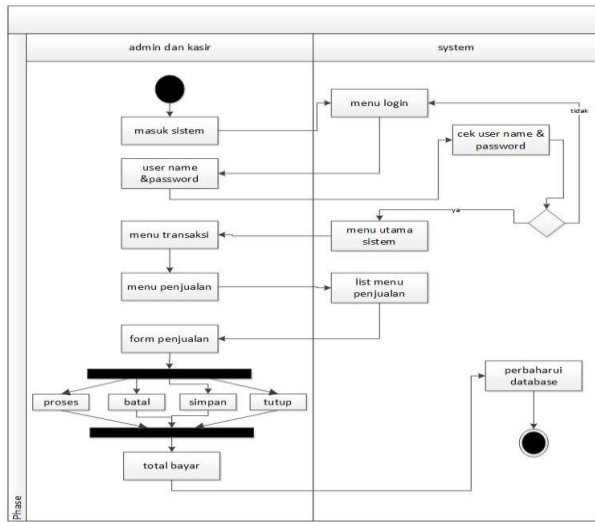 admin dan kasir
system
masuk sistem
menu login
tidak
cek user name &
password
user name
&password
ya
menu transaksi
menu utama
sistem
menu penjualan
list menu
penjualan
form penjualan
perbaharui
database
proses
batal
simpan
tutup
total bayar
Phase